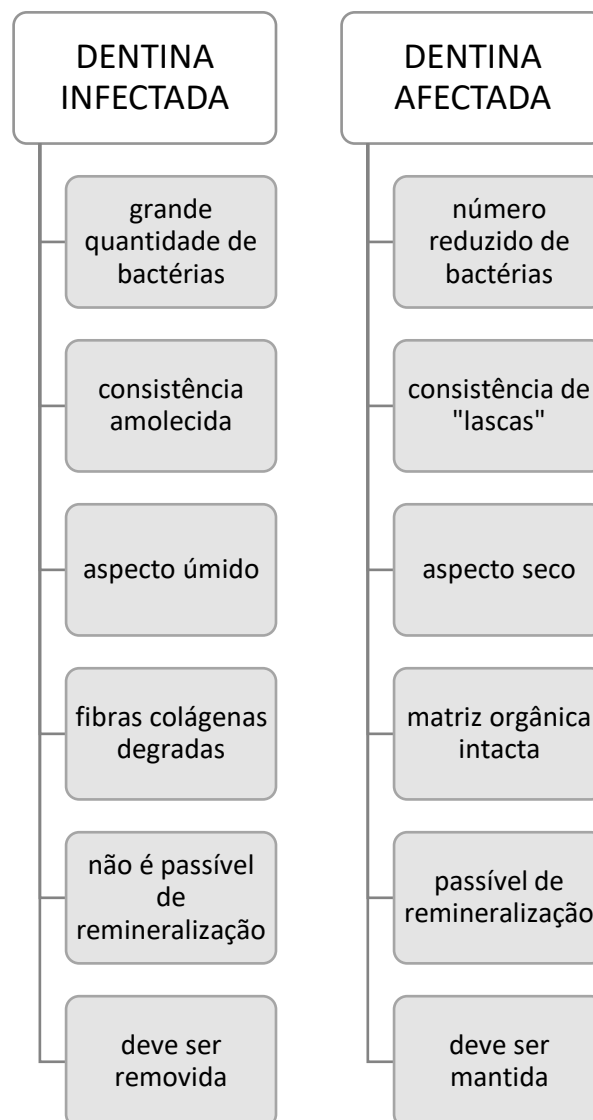 DENTINA
INFECTADA
grande
quantidade de
bactérias
consistência
amolecida
aspecto úmido
fibras colágenas
degradas
não é passível
de
remineralização
deve ser
removida
DENTINA
AFECTADA
número
reduzido de
bactérias
consistência de
"lascas"
aspecto seco
matriz orgânica
intacta
passível de
remineralização
deve ser
mantida